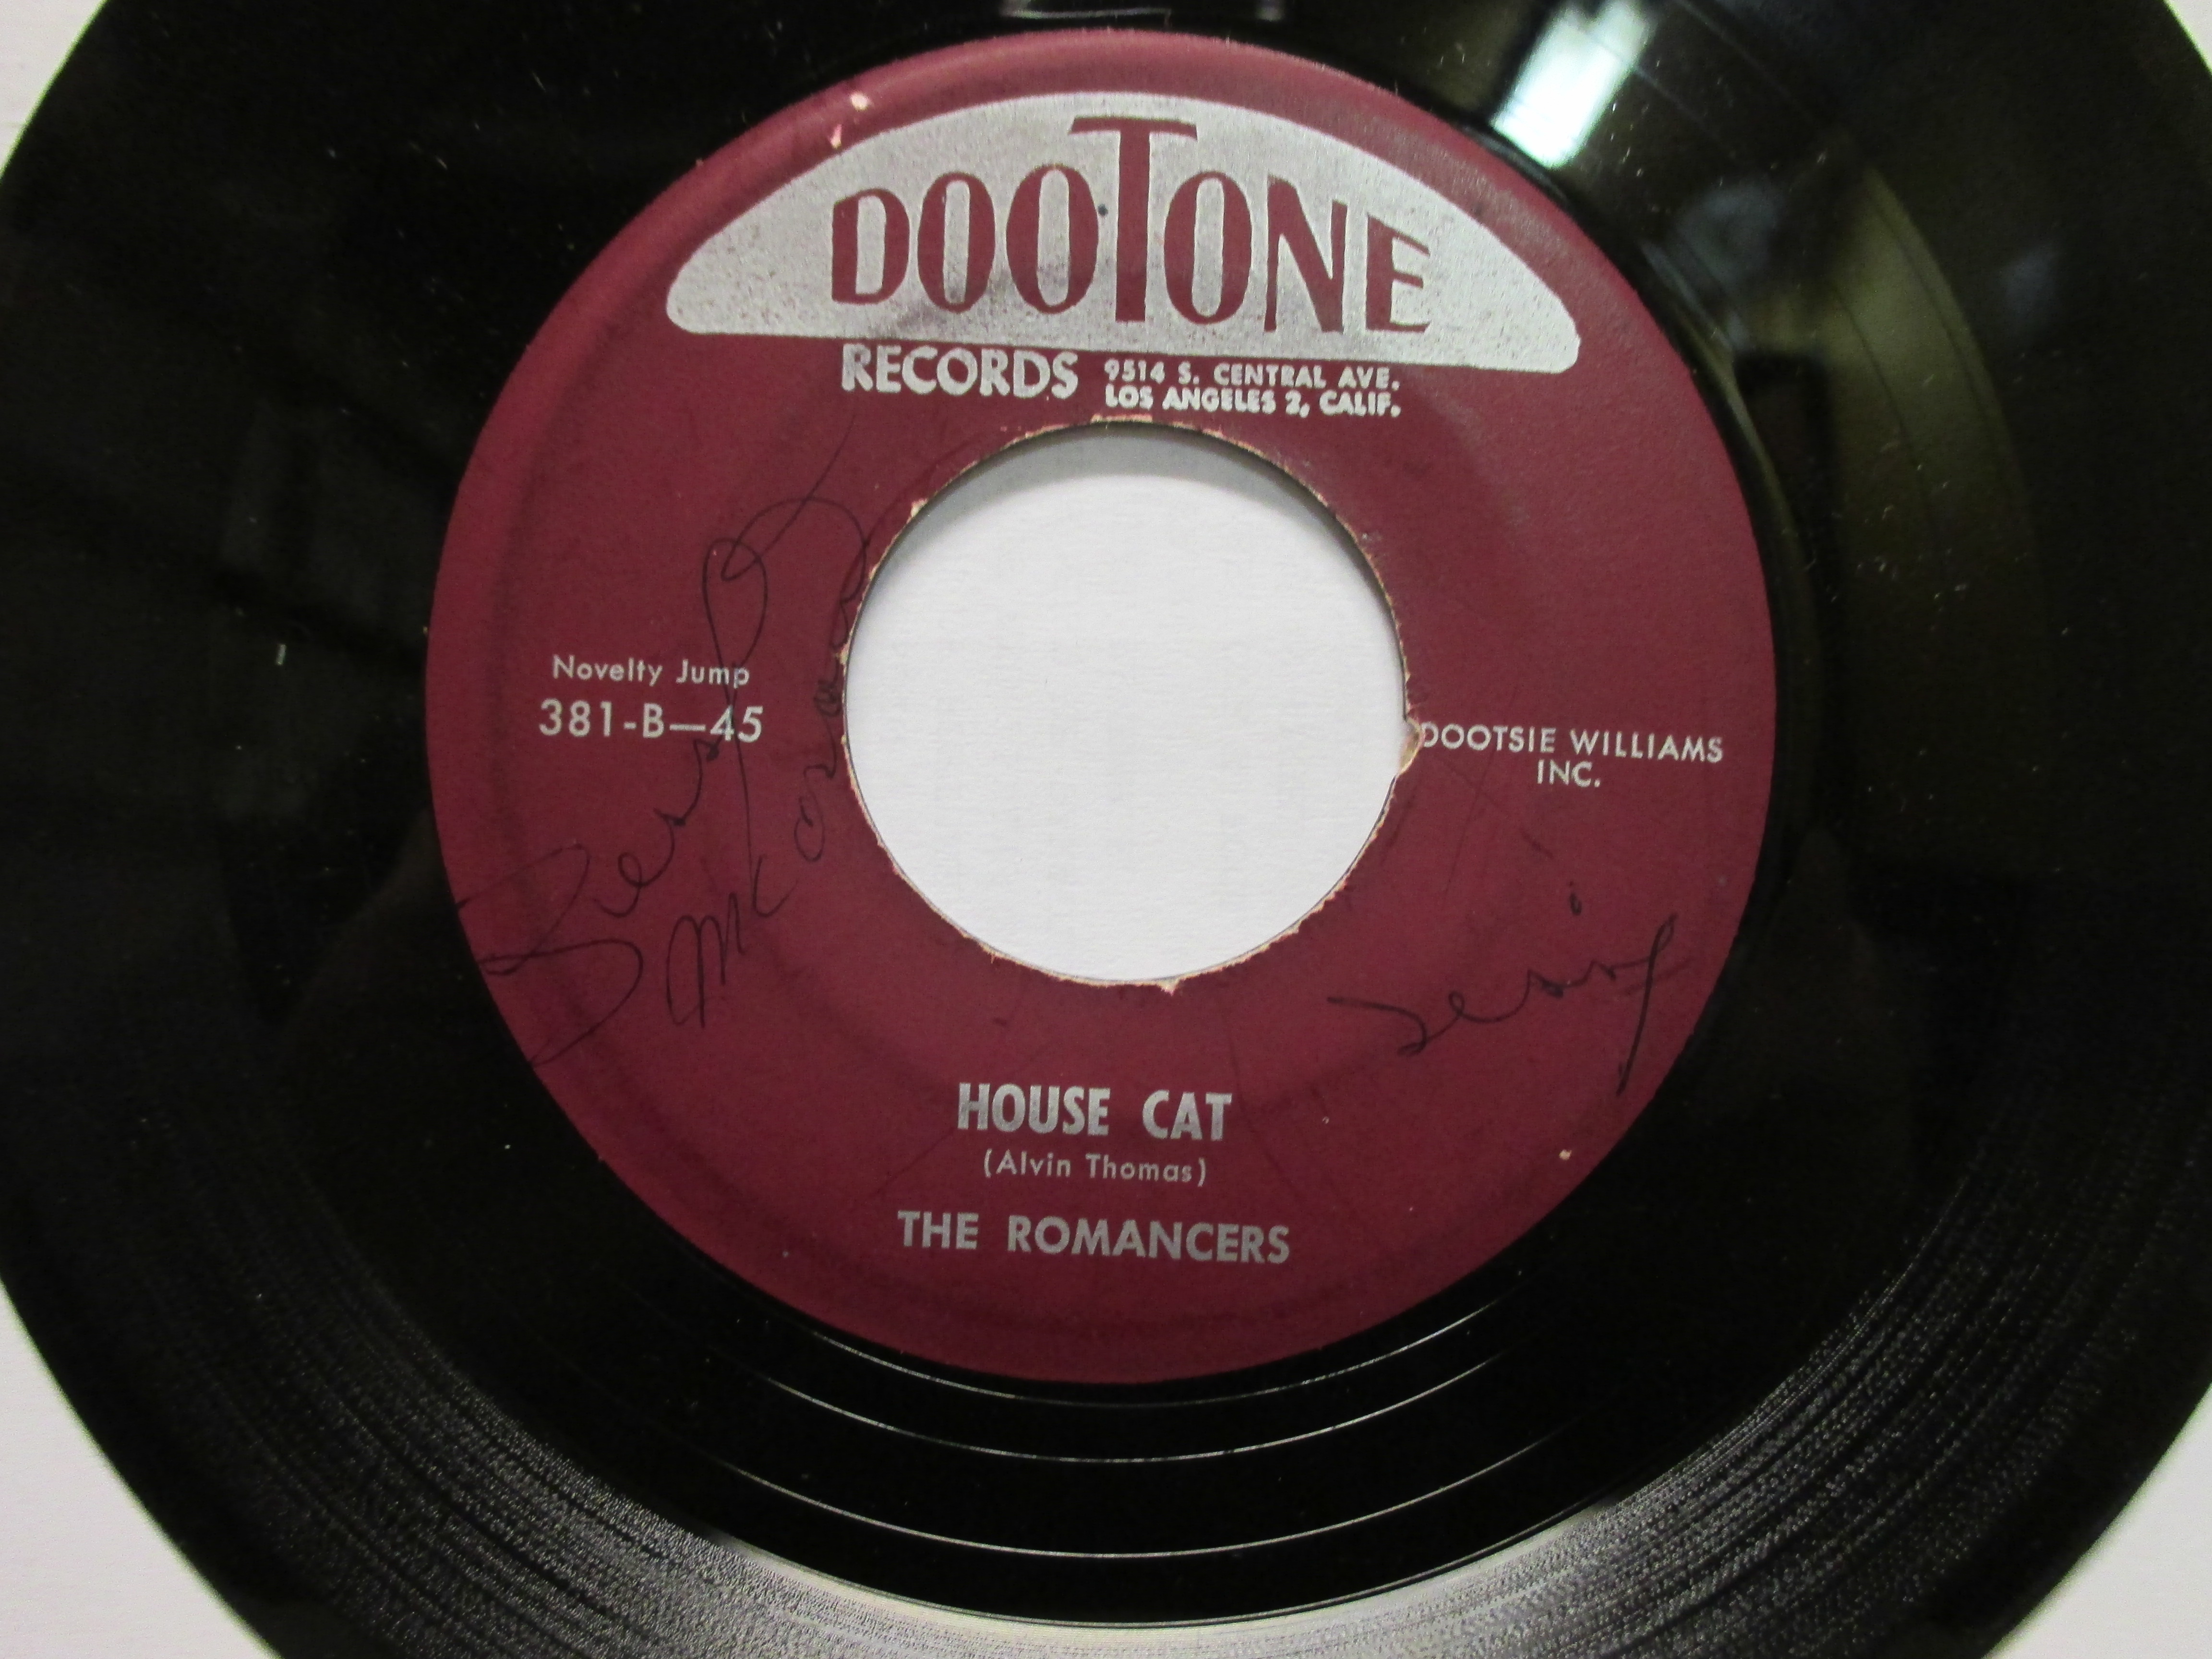 DOOTONE
RECORDS 9514 S. CENTRAL AVE.
LOS ANGELES 2, CALIF.
Novelty Jump
381-B—45
DOOTSIE WILLIAMS
INC.
HOUSE CAT
(Alvin Thomas)
THE ROMANCERS